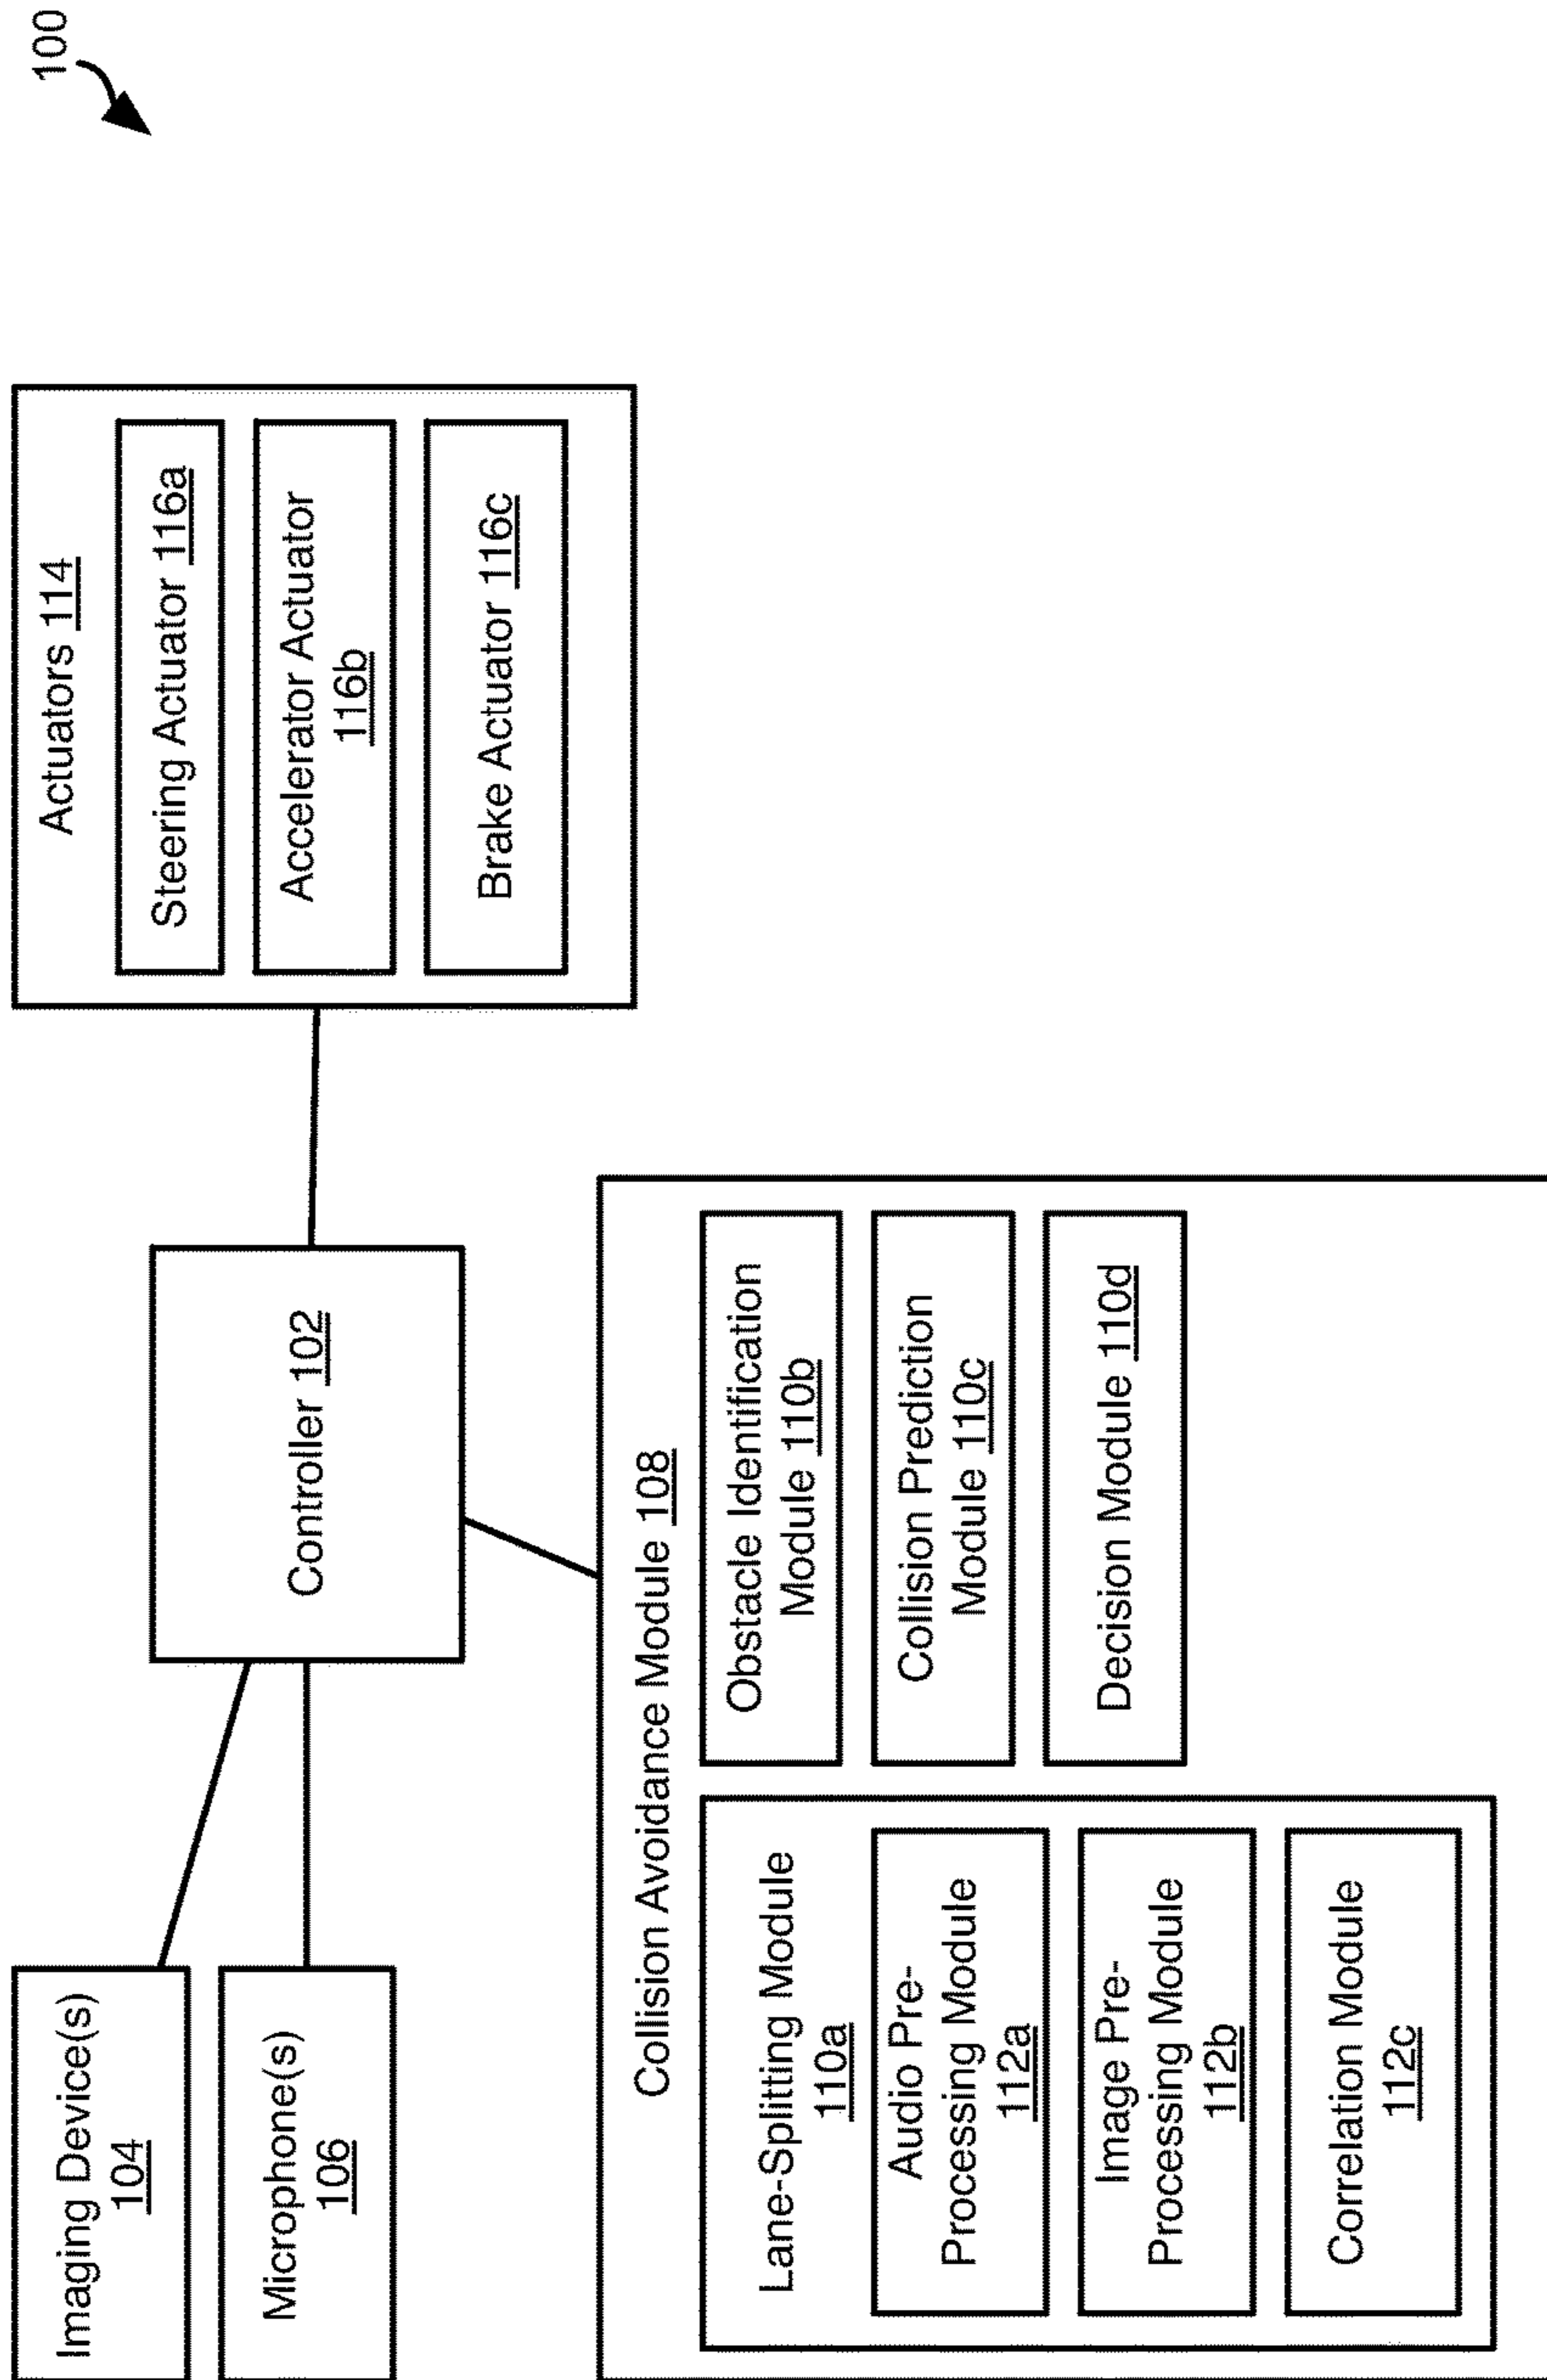 100
Imaging Device(s)
104
Microphone(s)
106
Controller 102
Actuators 114
Steering Actuator 116a
Accelerator Actuator
116b
Brake Actuator 116c
Collision Avoidance Module 108
Lane-Splitting Module
110a
Audio Pre-
Processing Module
112a
Image Pre-
Processing Module
112b
Correlation Module
112c
Obstacle Identification
Module 110b
Collision Prediction
Module 110c
Decision Module 110d